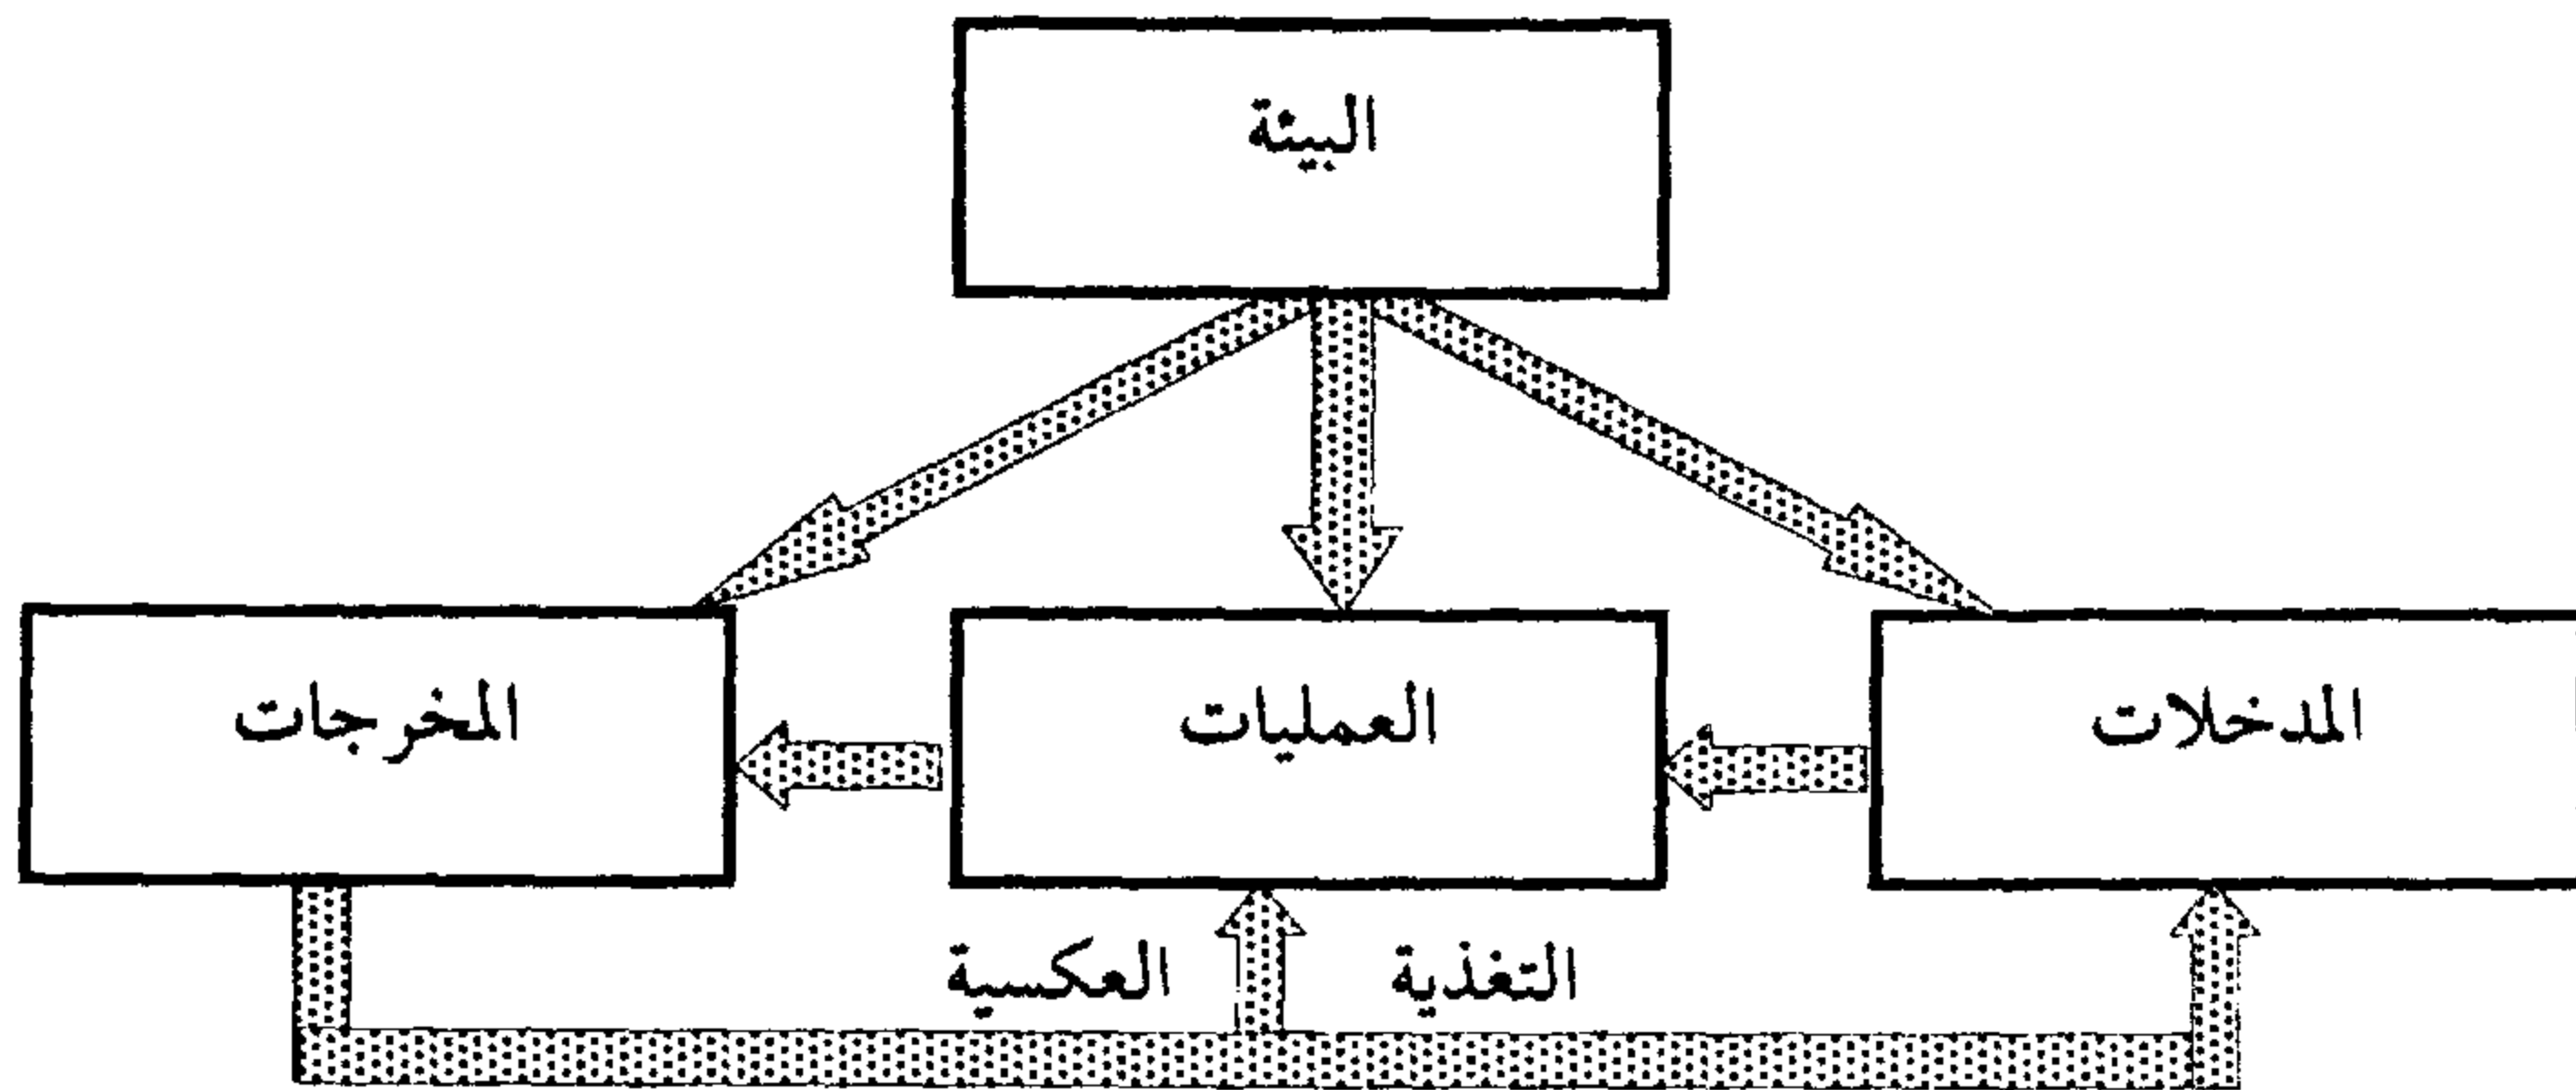 البيئة
المدخلات
العمليات
المخرجات
التغذية
العكسية